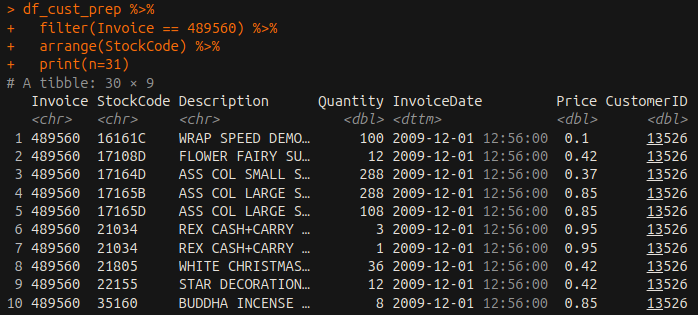 > df_cust_prep %>%
+   filter(Invoice == 489560) %>%
+   arrange(StockCode) %>%
+   print(n=31)
# A tibble: 30 × 9
   Invoice StockCode Description      Quantity InvoiceDate         Price CustomerID
   <chr>   <chr>     <chr>               <dbl> <dttm>              <dbl>      <dbl>
 1 489560  16161C    WRAP SPEED DEMO…      100 2009-12-01 12:56:00  0.1       13526
 2 489560  17108D    FLOWER FAIRY SU…       12 2009-12-01 12:56:00  0.42      13526
 3 489560  17164D    ASS COL SMALL S…      288 2009-12-01 12:56:00  0.37      13526
 4 489560  17165B    ASS COL LARGE S…      288 2009-12-01 12:56:00  0.85      13526
 5 489560  17165D    ASS COL LARGE S…      108 2009-12-01 12:56:00  0.85      13526
 6 489560  21034     REX CASH+CARRY …        3 2009-12-01 12:56:00  0.95      13526
 7 489560  21034     REX CASH+CARRY …        1 2009-12-01 12:56:00  0.95      13526
 8 489560  21805     WHITE CHRISTMAS…       36 2009-12-01 12:56:00  0.42      13526
 9 489560  22155     STAR DECORATION…       12 2009-12-01 12:56:00  0.42      13526
10 489560  35160     BUDDHA INCENSE …        8 2009-12-01 12:56:00  0.85      13526